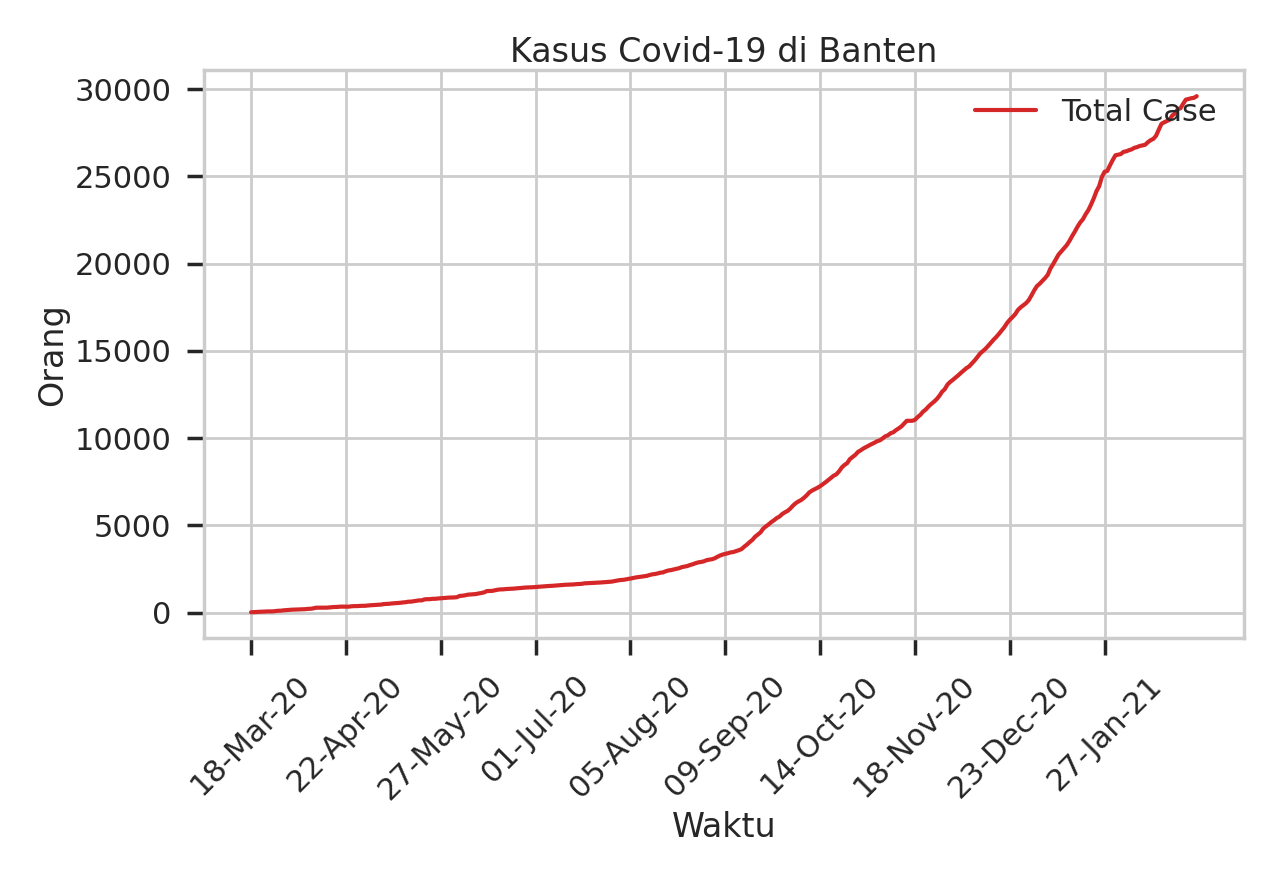 Kasus Covid-19 di Banten
30000
25000
20000
15000
10000
5000
0
Orang
Total Case
18-Mar-20
22-Apr-20
27-May-20
01-Jul-20
05-Aug-20
09-Sep-20
14-Oct-20
18-Nov-20
23-Dec-20
27-Jan-21
Waktu